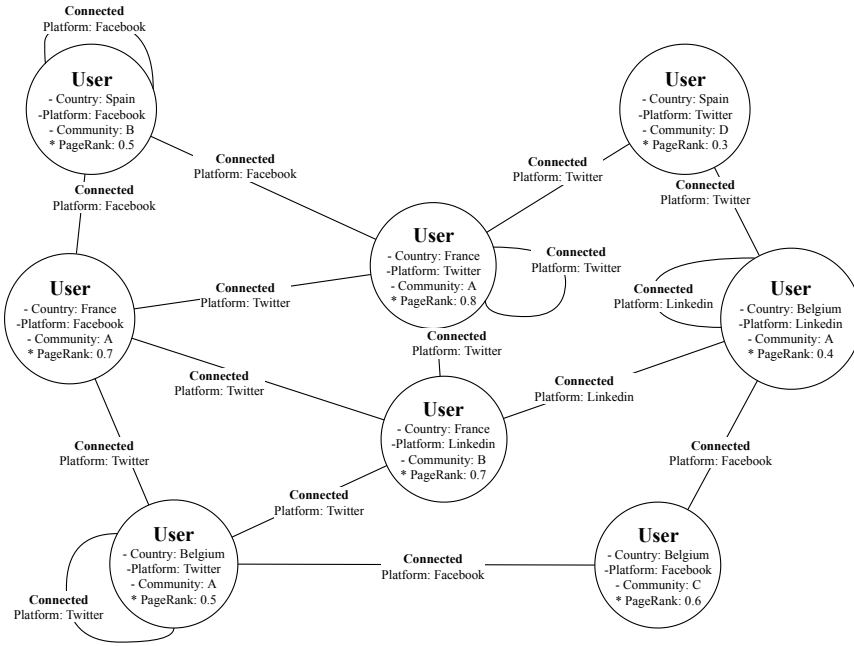 Connected
Platform: Facebook
User
- Country: Spain
-Platform: Facebook
- Community: B
* PageRank: 0.5
User
- Country: Spain
-Platform: Twitter
- Community: D
* PageRank: 0.3
Connected
Platform: Facebook
Connected
Platform: Twitter
Connected
Platform: Facebook
Connected
Platform: Twitter
User
- Country: France
-Platform: Twitter
- Community: A
* PageRank: 0.8
Connected
Platform: Twitter
User
- Country: France
-Platform: Facebook
- Community: A
* PageRank: 0.7
Connected
Platform: Twitter
Connected
Platform: Linkedin
User
- Country: Belgium
-Platform: Linkedin
- Community: A
* PageRank: 0.4
Connected
Platform: Twitter
Connected
Platform: Twitter
Connected
Platform: Linkedin
User
- Country: France
-Platform: Linkedin
- Community: B
* PageRank: 0.7
Connected
Platform: Twitter
Connected
Platform: Facebook
Connected
Platform: Twitter
User
- Country: Belgium
-Platform: Twitter
- Community: A
* PageRank: 0.5
User
- Country: Belgium
-Platform: Facebook
- Community: C
* PageRank: 0.6
Connected
Platform: Facebook
Connected
Platform: Twitter